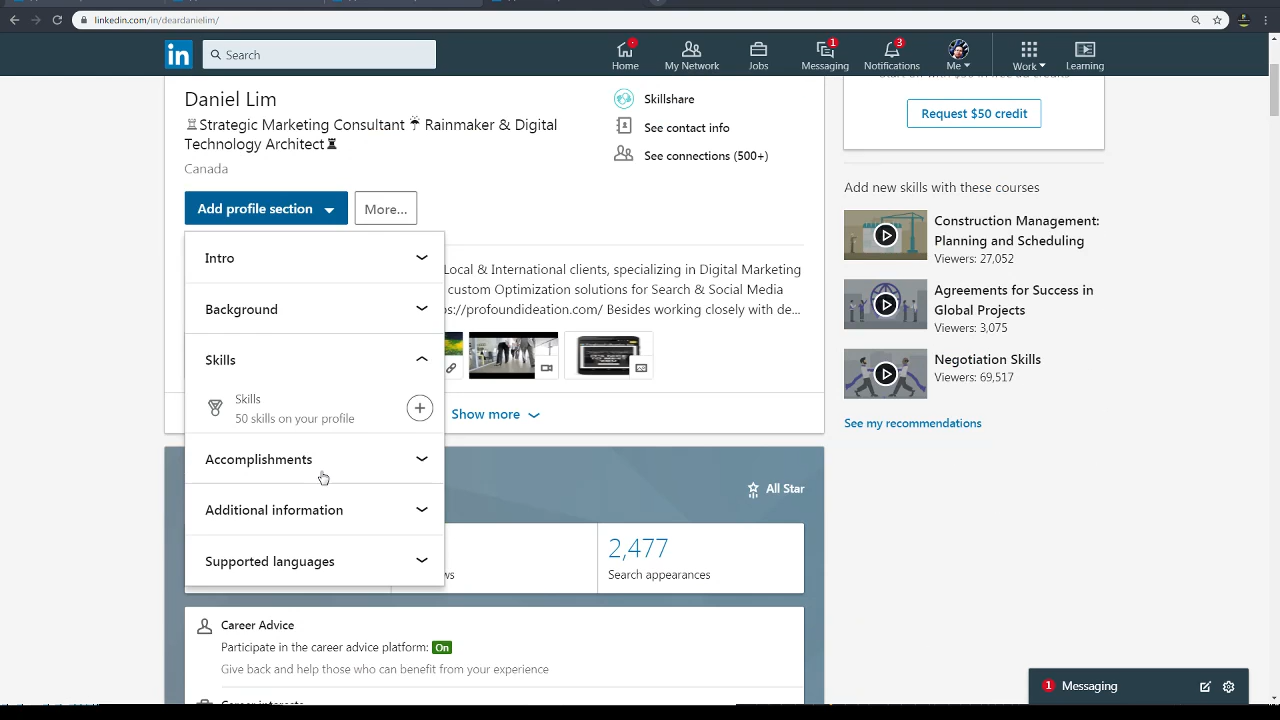 linkedin.com/in/deardanielim/
in
Search
Home
My Network
Jobs
1
Messaging
3
Notifications
Me
Work
Learning
Daniel Lim
♖Strategic Marketing Consultant ☔ Rainmaker & Digital
Technology Architect♜
Canada
Skillshare
See contact info
See connections (500+)
Add profile section
More...
Request $50 credit
Intro
Background
Skills
Skills
50 skills on your profile
Accomplishments
Additional information
Supported languages
Local & International clients, specializing in Digital Marketing
custom Optimization solutions for Search & Social Media
s://profoundideation.com/ Besides working closely with de...
Show more
All Star
2,477
Search appearances
Career Advice
Participate in the career advice platform: On
Give back and help those who can benefit from your experience
Add new skills with these courses
Construction Management:
Planning and Scheduling
Viewers: 27,052
Agreements for Success in
Global Projects
Viewers: 3,075
Negotiation Skills
Viewers: 69,517
See my recommendations
1 Messaging